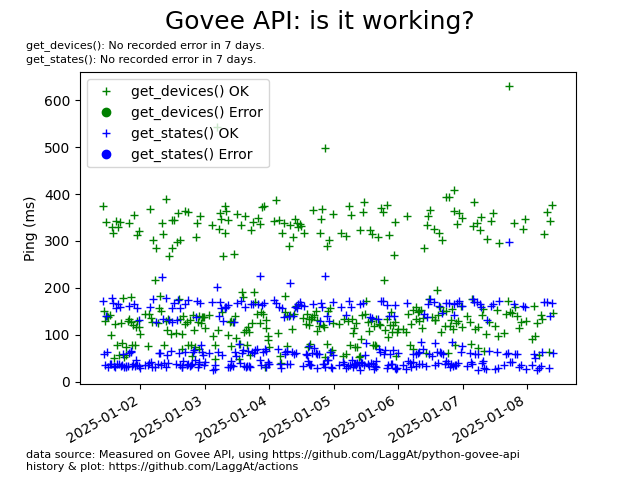 Govee API: is it working?
get_devices(): No recorded error in 7 days.
get_states(): No recorded error in 7 days.
get_devices() OK
get_devices() Error
get_states() OK
get_states() Error
Ping (ms)
600
500
400
300
200
100
0
2025-01-02
2025-01-03
2025-01-04
2025-01-05
2025-01-06
2025-01-07
2025-01-08
data source: Measured on Govee API, using https://github.com/LaggAt/python-govee-api
history & plot: https://github.com/LaggAt/actions